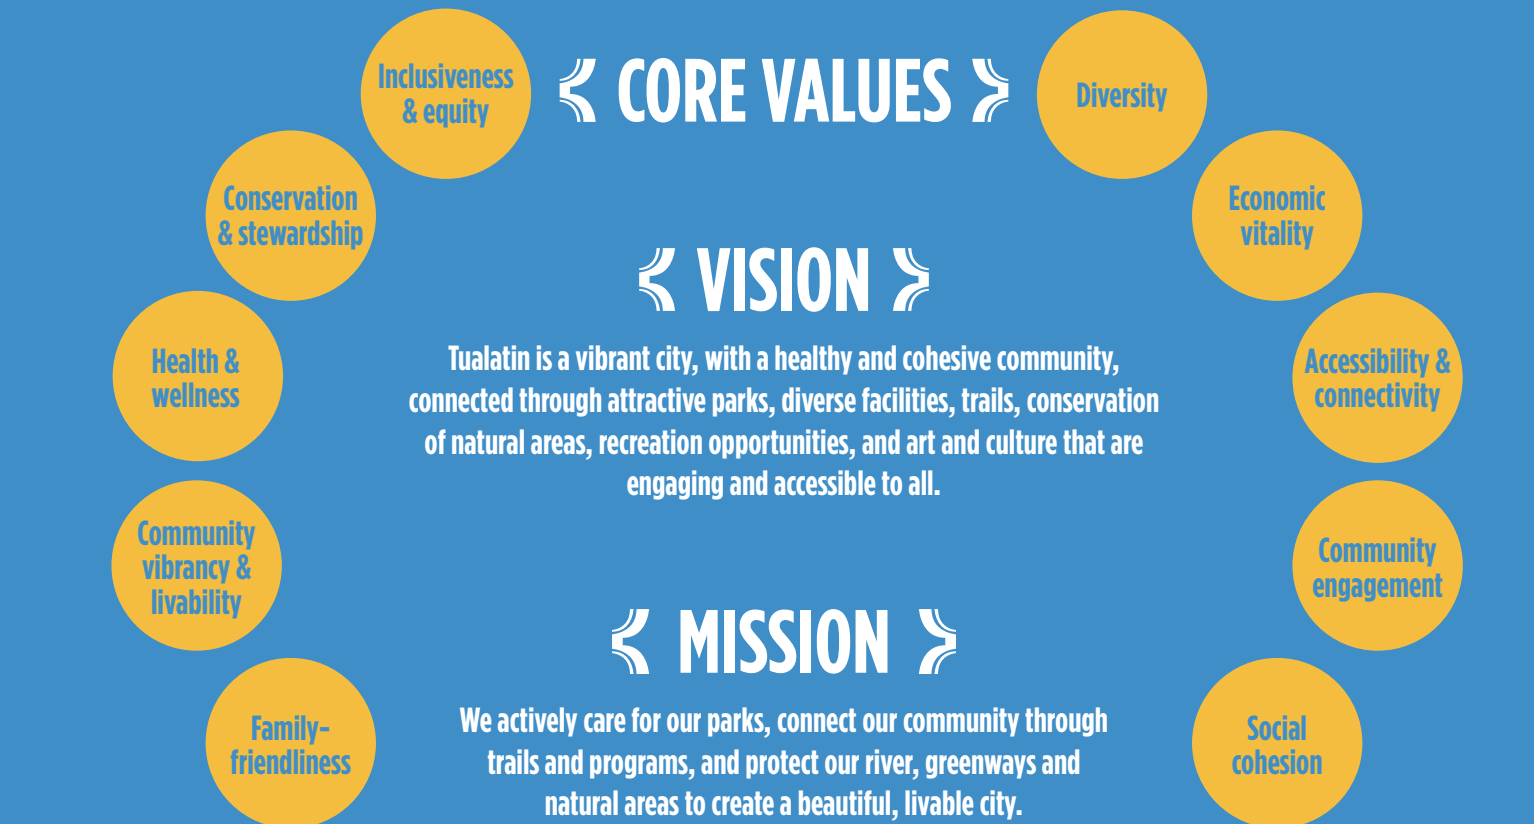 CORE VALUES
Inclusiveness
& equity
Conservation
& stewardship
Health &
wellness
Community
vibrancy &
livability
Family-
friendliness
Diversity
Economic
vitality
Accessibility &
connectivity
Community
engagement
Social
cohesion
VISION
Tualatin is a vibrant city, with a healthy and cohesive community,
connected through attractive parks, diverse facilities, trails, conservation
of natural areas, recreation opportunities, and art and culture that are
engaging and accessible to all.
MISSION
We actively care for our parks, connect our community through
trails and programs, and protect our river, greenways and
natural areas to create a beautiful, livable city.